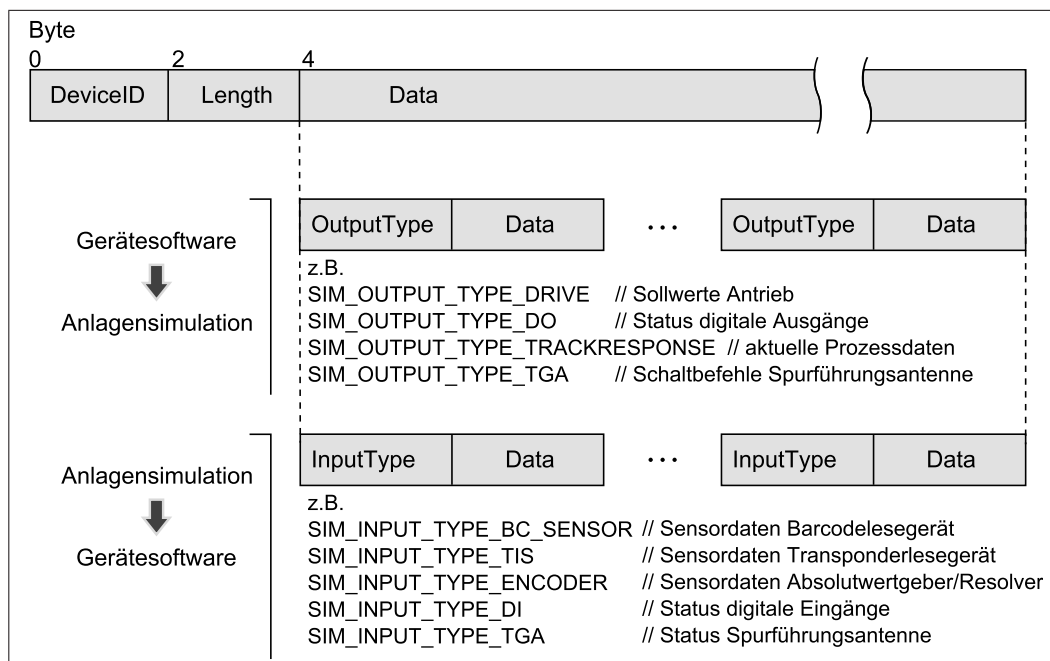 Byte
0 2 4
DeviceID Length Data
Gerätesoftware
Anlagensimulation
OutputType Data ... OutputType Data
z.B.
SIM_OUTPUT_TYPE_DRIVE // Sollwerte Antrieb
SIM_OUTPUT_TYPE_DO // Status digitale Ausgänge
SIM_OUTPUT_TYPE_TRACKRESPONSE // aktuelle Prozessdaten
SIM_OUTPUT_TYPE_TGA // Schaltbefehle Spurführungsantenne
Anlagensimulation
Gerätesoftware
InputType Data ... InputType Data
z.B.
SIM_INPUT_TYPE_BC_SENSOR // Sensordaten Barcodelesegerät
SIM_INPUT_TYPE_TIS // Sensordaten Transponderlesegerät
SIM_INPUT_TYPE_ENCODER // Sensordaten Absolutwertgeber/Resolver
SIM_INPUT_TYPE_DI // Status digitale Eingänge
SIM_INPUT_TYPE_TGA // Status Spurführungsantenne